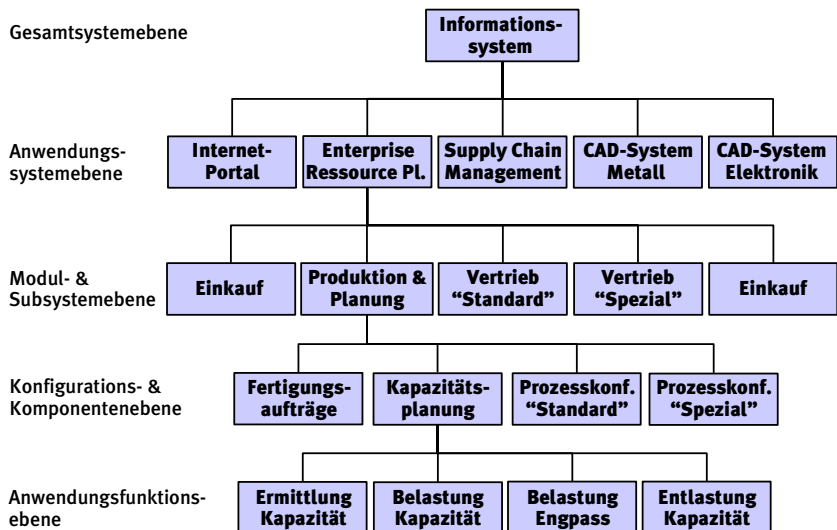 Gesamtsystemebene
Informations-
system
Anwendungs-
systemebene
Internet-
Portal
Enterprise
Ressource Pl.
Supply Chain
Management
CAD-System
Metall
CAD-System
Elektronik
Modul- &
Subsystemebene
Einkauf
Produktion &
Planung
Vertrieb
“Standard”
Vertrieb
“Spezial”
Einkauf
Konfigurations- &
Komponentenebene
Fertigungs-
aufträge
Kapazitäts-
planung
Prozesskonf.
“Standard”
Prozesskonf.
“Spezial”
Anwendungsfunktions-
ebene
Ermittlung
Kapazität
Belastung
Kapazität
Belastung
Engpass
Entlastung
Kapazität